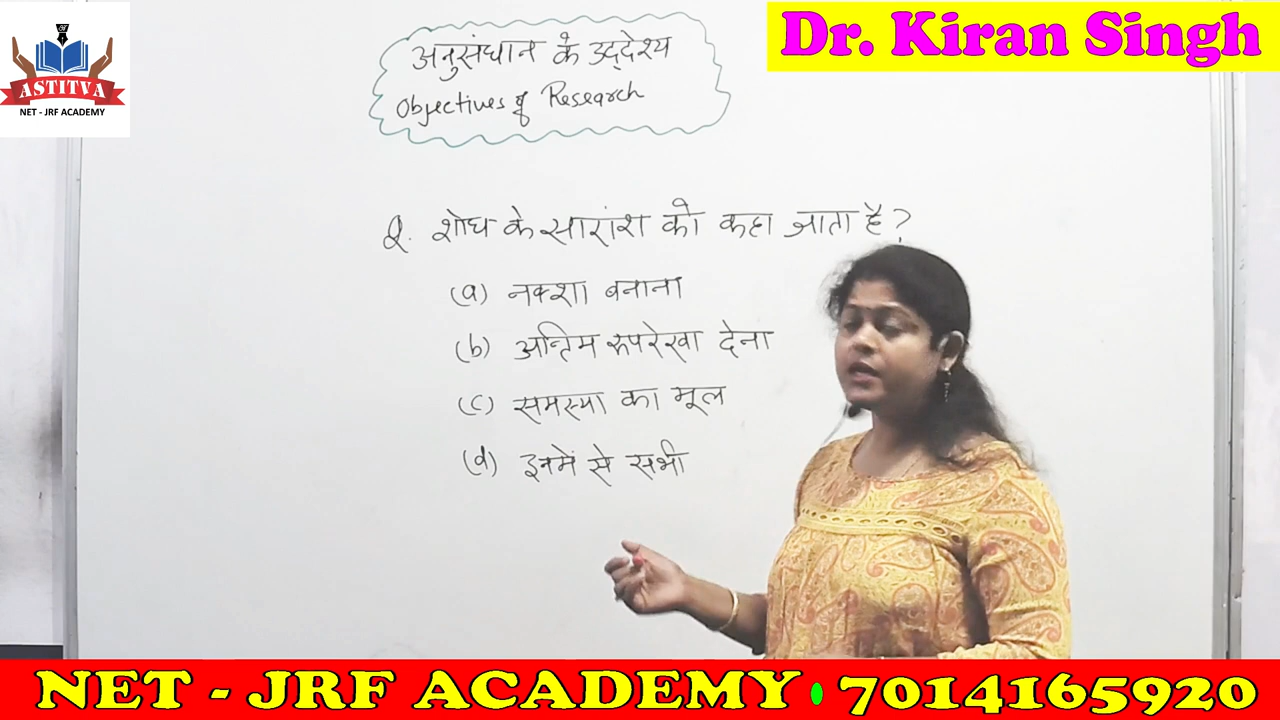 ASTITVA
NET - JRF ACADEMY
Dr. Kiran Singh
अनुसंधान के उद्देश्य
Objectives of Research
Q. शोध के सारांश को कहा जाता है?
(a) नक्शा बनाना
(b) अन्तिम रूपरेखा देना
(c) समस्या का मूल
(d) इनमें से सभी
NET - JRF ACADEMY 7014165920